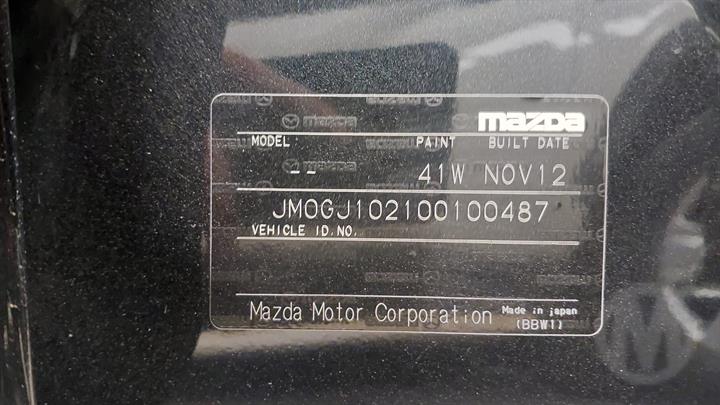 mazda
MODEL PAINT BUILT DATE
-- 41W NOV12
JM0GJ102100100487
VEHICLE ID.NO.
Mazda Motor Corporation Made in japan
(BBW1)